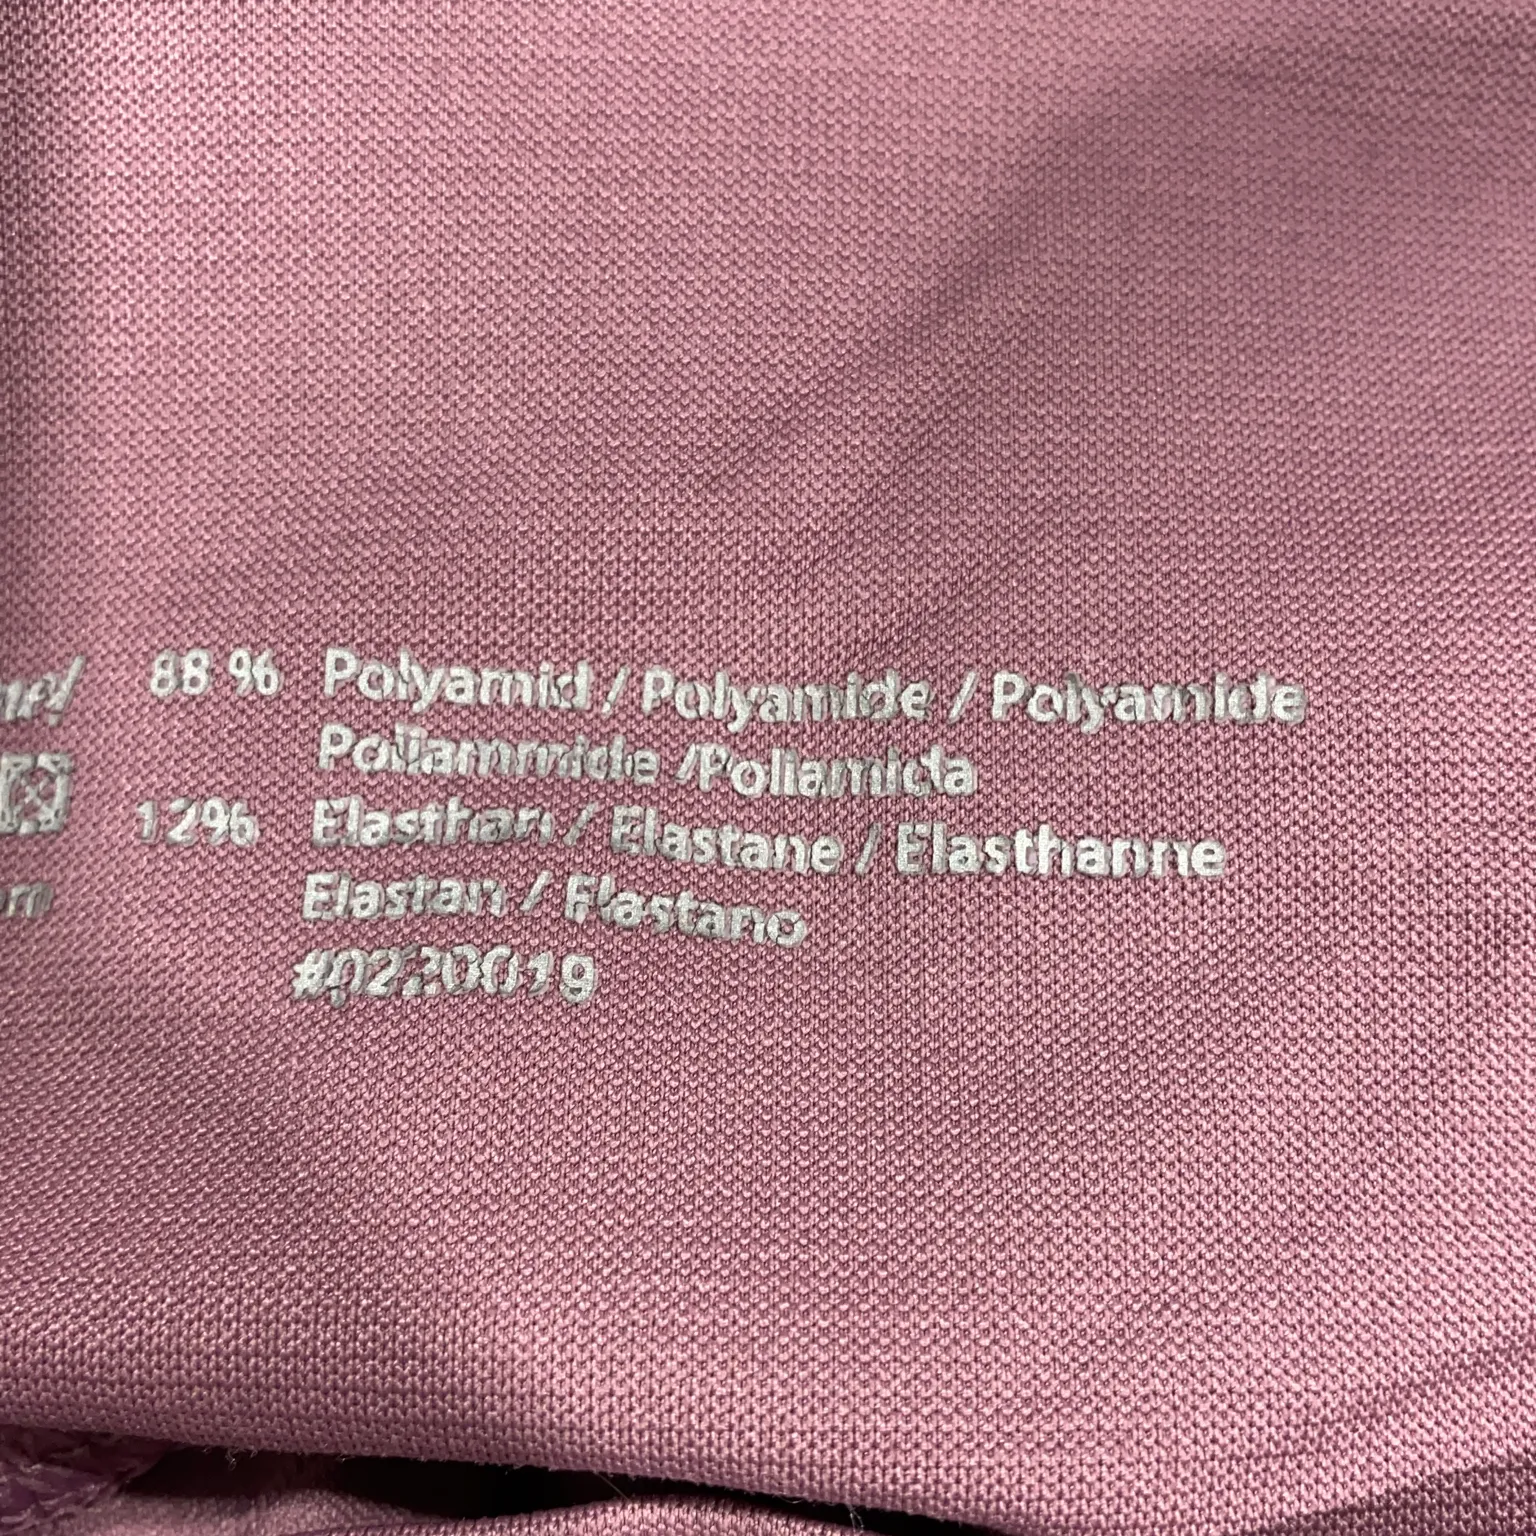 88 % Polyamid / Polyamide / Polyamide
Poliammide /Poliamida
12% Elasthan / Elastane / Elasthanne
Elastan / Elastano
#0220019